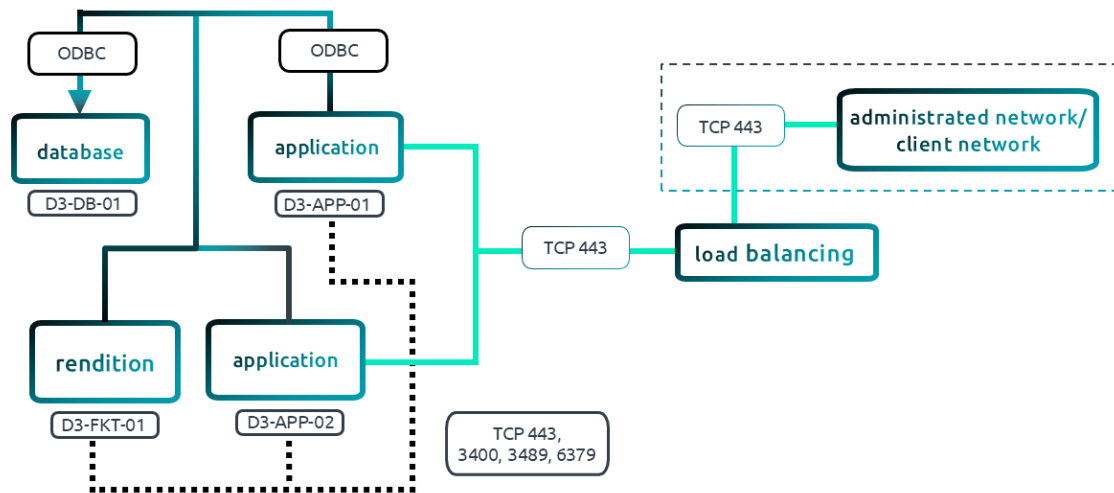 ODBC
ODBC
database
D3-DB-01
application
D3-APP-01
TCP 443
administrated network/
client network
TCP 443
load balancing
rendition
D3-FKT-01
application
D3-APP-02
TCP 443,
3400, 3489, 6379